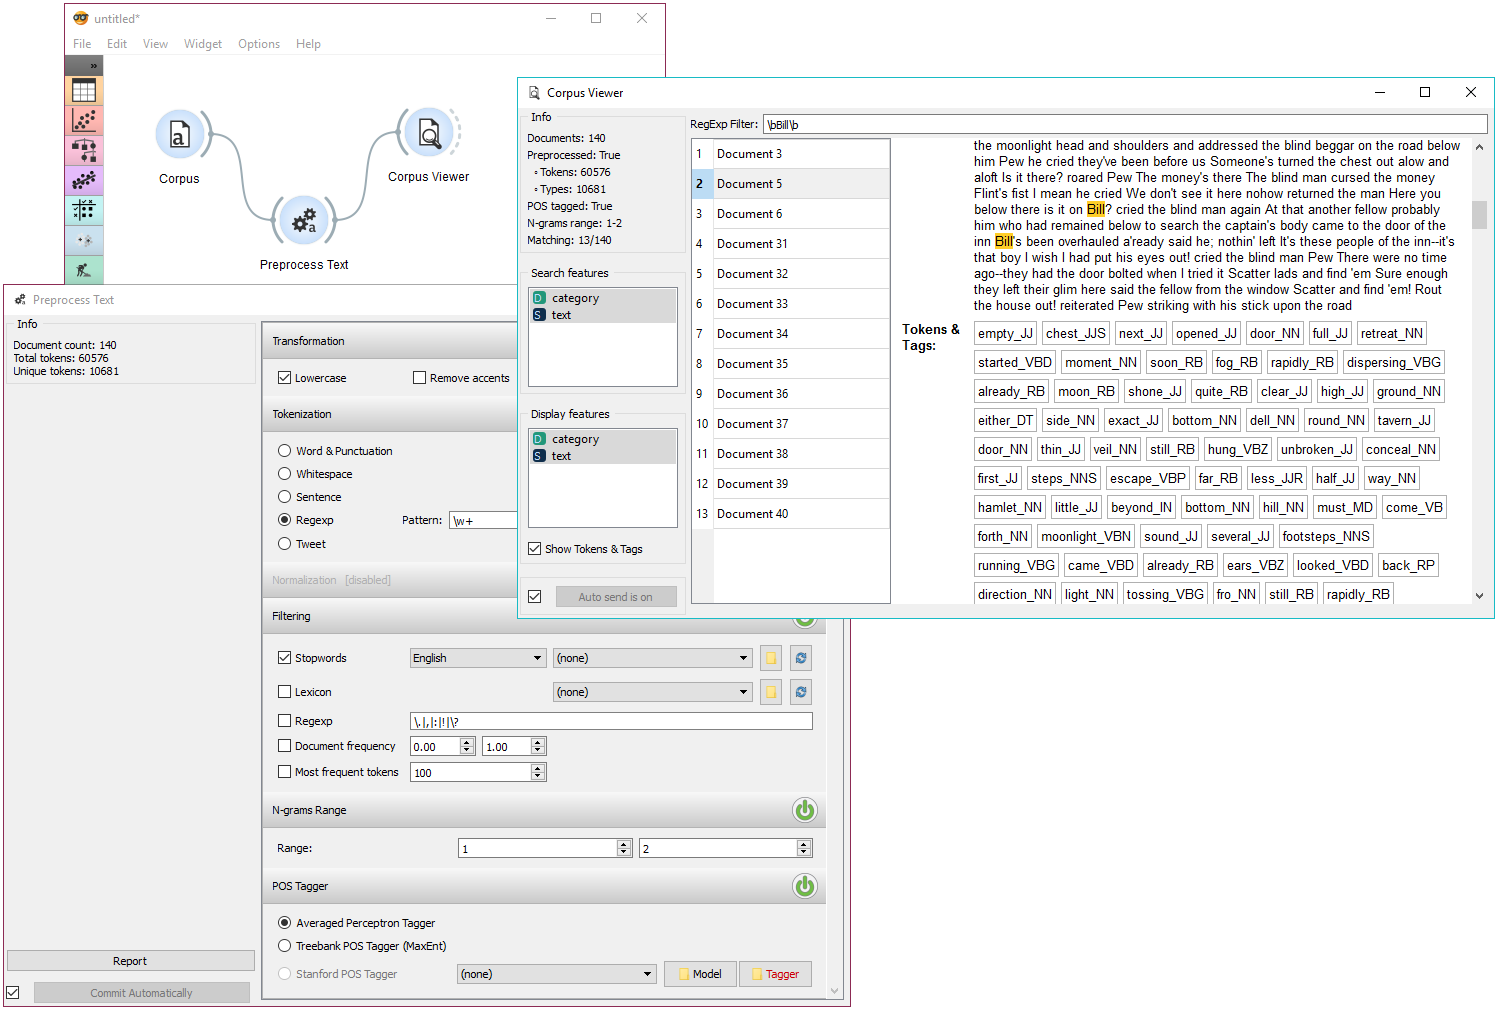 untitled*
File Edit View Widget Options Help
»
a
Corpus
a
Preprocess Text
Corpus Viewer
Preprocess Text
Info
Document count: 140
Total tokens: 60576
Unique tokens: 10681
Report
Commit Automatically
Transformation
Lowercase
Remove accents
Tokenization
Word & Punctuation
Whitespace
Sentence
Regexp
Pattern: \w+
Tweet
Normalization [disabled]
Filtering
Stopwords English (none)
Lexicon (none)
Regexp \.|,|:|!|\?
Document frequency 0.00 1.00
Most frequent tokens 100
N-grams Range
Range: 1 2
POS Tagger
Averaged Perceptron Tagger
Treebank POS Tagger (MaxEnt)
Stanford POS Tagger (none) Model Tagger
Corpus Viewer
Info
Documents: 140
Preprocessed: True
◦ Tokens: 60576
◦ Types: 10681
POS tagged: True
N-grams range: 1-2
Matching: 13/140
Search features
D category
S text
Display features
D category
S text
Show Tokens & Tags
Auto send is on
RegExp Filter: \bBill\b
1 Document 3
2 Document 5
3 Document 6
4 Document 31
5 Document 32
6 Document 33
7 Document 34
8 Document 35
9 Document 36
10 Document 37
11 Document 38
12 Document 39
13 Document 40
the moonlight head and shoulders and addressed the blind beggar on the road below
him Pew he cried they've been before us Someone's turned the chest out alow and
aloft Is it there? roared Pew The money's there The blind man cursed the money
Flint's fist I mean he cried We don't see it here nohow returned the man Here you
below there is it on Bill? cried the blind man again At that another fellow probably
him who had remained below to search the captain's body came to the door of the
inn Bill's been overhauled a'ready said he; nothin' left It's these people of the inn--it's
that boy I wish I had put his eyes out! cried the blind man Pew There were no time
ago--they had the door bolted when I tried it Scatter lads and find 'em Sure enough
they left their glim here said the fellow from the window Scatter and find 'em! Rout
the house out! reiterated Pew striking with his stick upon the road
Tokens &
Tags:
empty_JJ chest_JJS next_JJ opened_JJ door_NN full_JJ retreat_NN
started_VBD moment_NN soon_RB fog_RB rapidly_RB dispersing_VBG
already_RB moon_RB shone_JJ quite_RB clear_JJ high_JJ ground_NN
either_DT side_NN exact_JJ bottom_NN dell_NN round_NN tavern_JJ
door_NN thin_JJ veil_NN still_RB hung_VBZ unbroken_JJ conceal_NN
first_JJ steps_NNS escape_VBP far_RB less_JJR half_JJ way_NN
hamlet_NN little_JJ beyond_IN bottom_NN hill_NN must_MD come_VB
forth_NN moonlight_VBN sound_JJ several_JJ footsteps_NNS
running_VBG came_VBD already_RB ears_VBZ looked_VBD back_RP
direction_NN light_NN tossing_VBG fro_NN still_RB rapidly_RB